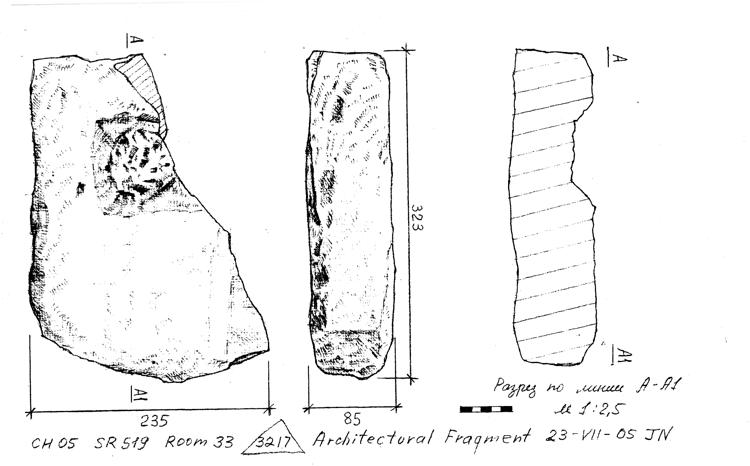 A
A
323
A1
A1
Разрез по линии А-А1
235
85
М 1:2,5
CH 05 SR 519 Room 33 3217 Architectural Fragment 23-VII-05 JN